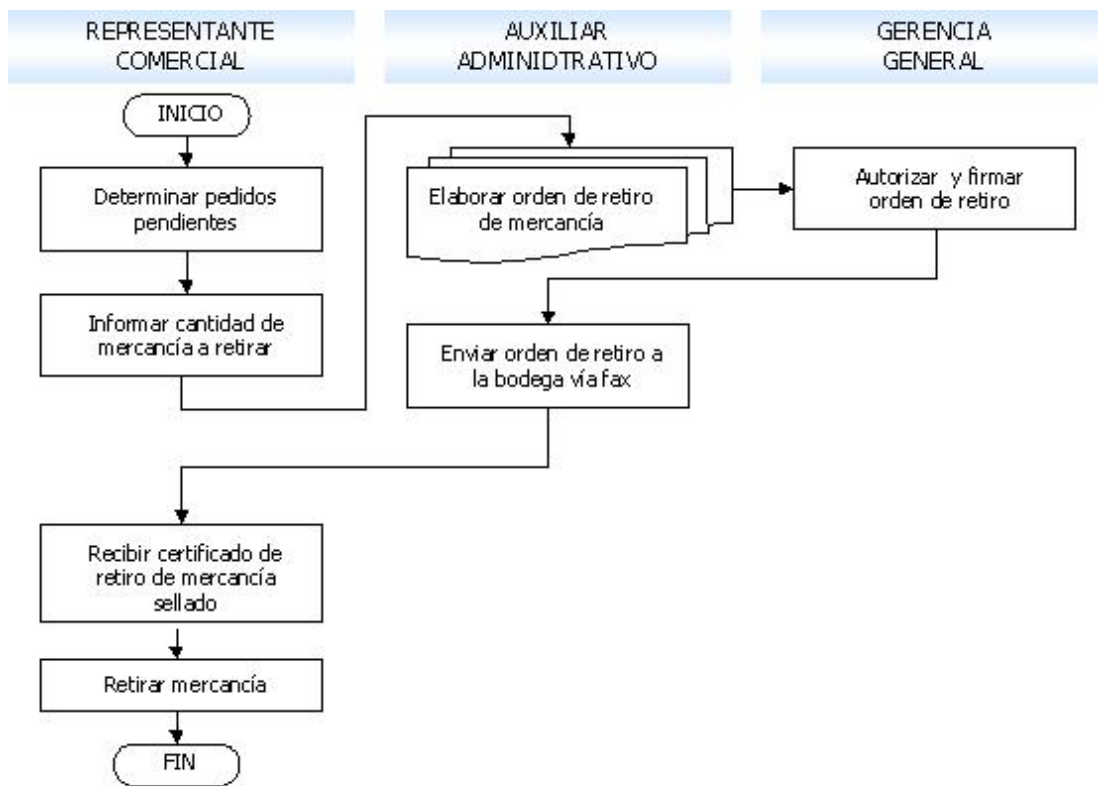 REPRESENTANTE
COMERCIAL
AUXILIAR
ADMINIDTRATIVO
GERENCIA
GENERAL
INICIO
Determinar pedidos
pendientes
Informar cantidad de
mercancía a retirar
Elaborar orden de retiro
de mercancía
Autorizar y firmar
orden de retiro
Enviar orden de retiro a
la bodega vía fax
Recibir certificado de
retiro de mercancía
sellado
Retirar mercancía
FIN